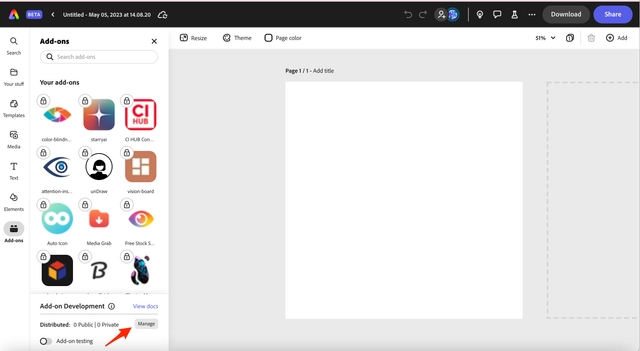 BETA Untitled - May 05, 2023 at 14.08.20 Download Share
Add-ons Resize Theme Page color 51% Add
Search
Search add-ons
Your stuff
Your add-ons
Page 1 / 1 - Add title
Templates
CI HUB
color-blindn... starryai CI HUB Con...
Media
Text
attention-ins... unDraw vision-board
Elements
Add-ons
Auto Icon Media Grab Free Stock S...
B
Add-on Development View docs
Distributed: 0 Public | 0 Private Manage
Add-on testing